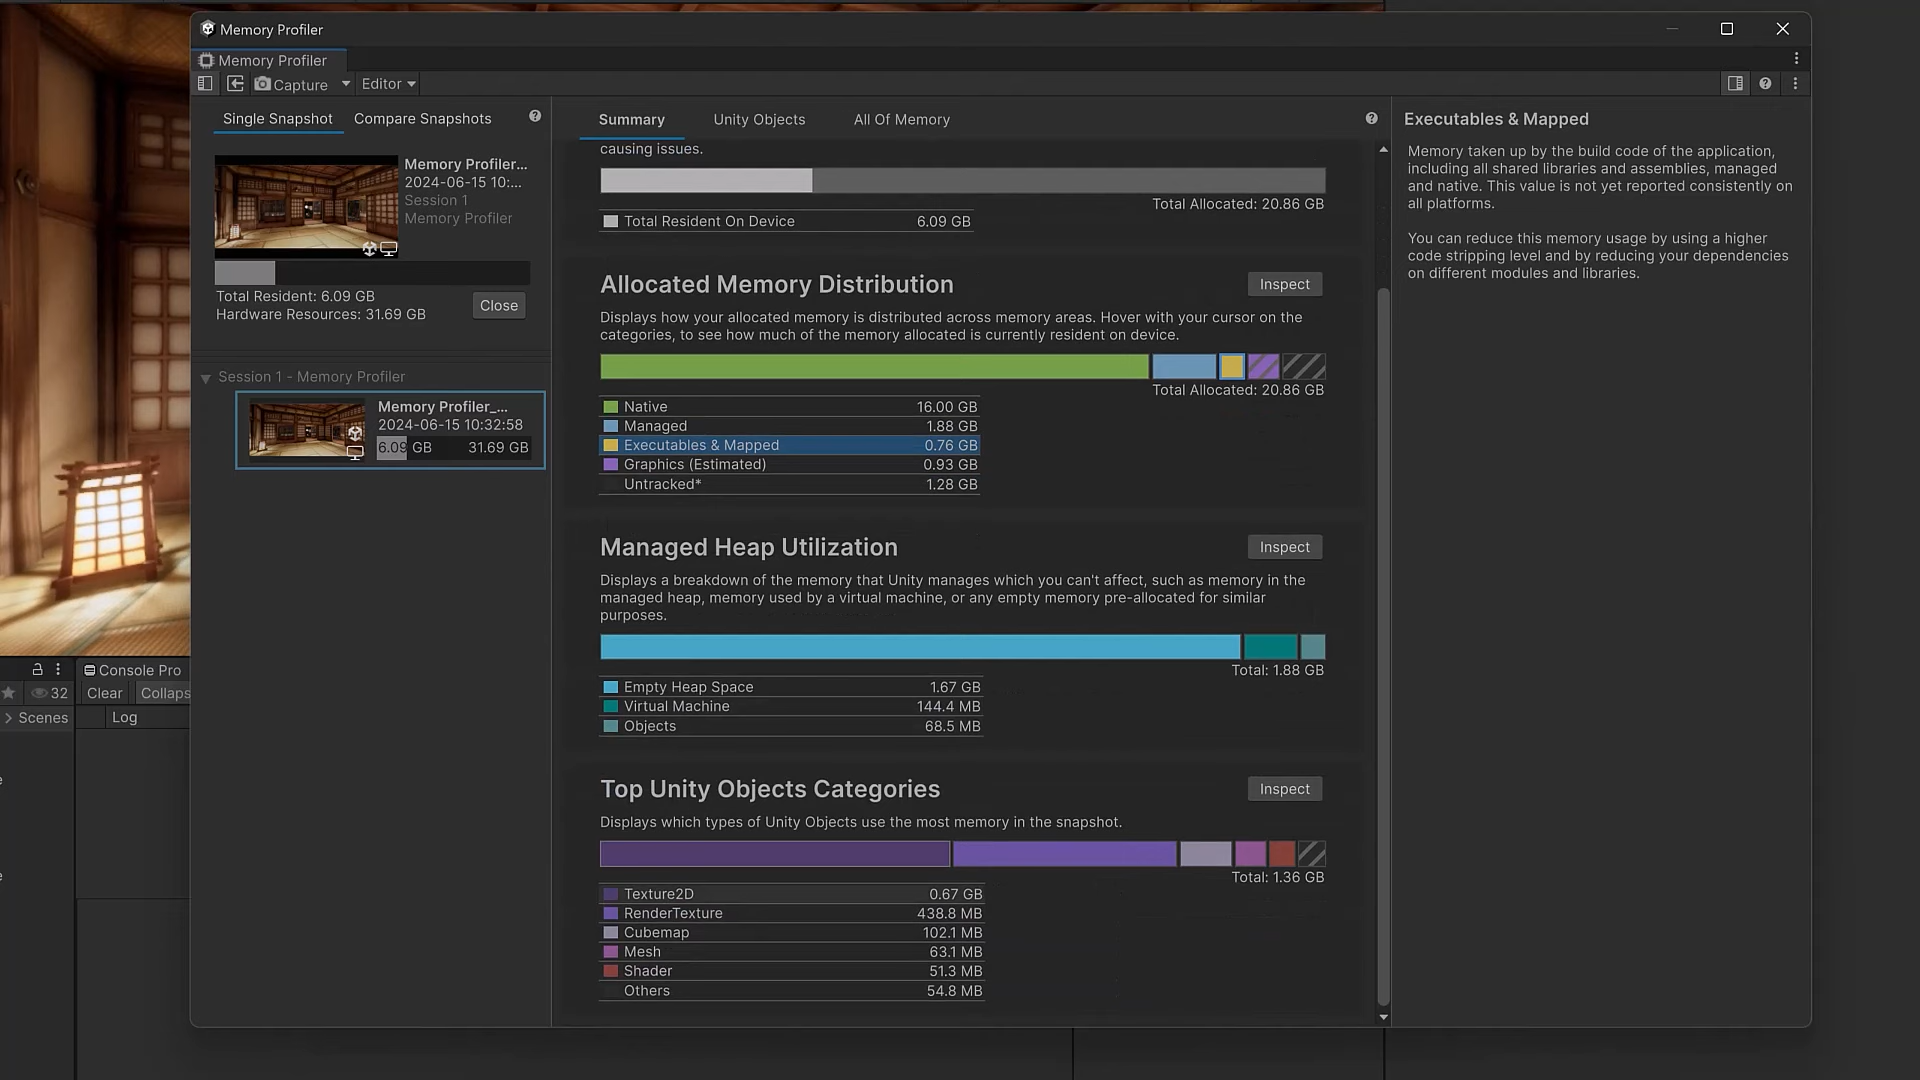 Memory Profiler
Memory Profiler
Capture
Editor
Single Snapshot
Compare Snapshots
Memory Profiler...
2024-06-15 10:...
Session 1
Memory Profiler
Total Resident: 6.09 GB
Hardware Resources: 31.69 GB
Close
Session 1 - Memory Profiler
Memory Profiler_...
2024-06-15 10:32:58
6.09 GB 31.69 GB
Summary
Unity Objects
All Of Memory
causing issues.
Total Allocated: 20.86 GB
Total Resident On Device 6.09 GB
Allocated Memory Distribution
Inspect
Displays how your allocated memory is distributed across memory areas. Hover with your cursor on the
categories, to see how much of the memory allocated is currently resident on device.
Total Allocated: 20.86 GB
Native 16.00 GB
Managed 1.88 GB
Executables & Mapped 0.76 GB
Graphics (Estimated) 0.93 GB
Untracked* 1.28 GB
Managed Heap Utilization
Inspect
Displays a breakdown of the memory that Unity manages which you can't affect, such as memory in the
managed heap, memory used by a virtual machine, or any empty memory pre-allocated for similar
purposes.
Total: 1.88 GB
Empty Heap Space 1.67 GB
Virtual Machine 144.4 MB
Objects 68.5 MB
Top Unity Objects Categories
Inspect
Displays which types of Unity Objects use the most memory in the snapshot.
Total: 1.36 GB
Texture2D 0.67 GB
RenderTexture 438.8 MB
Cubemap 102.1 MB
Mesh 63.1 MB
Shader 51.3 MB
Others 54.8 MB
Executables & Mapped
Memory taken up by the build code of the application,
including all shared libraries and assemblies, managed
and native. This value is not yet reported consistently on
all platforms.
You can reduce this memory usage by using a higher
code stripping level and by reducing your dependencies
on different modules and libraries.
Console Pro
32
Clear
Collaps
Scenes
Log